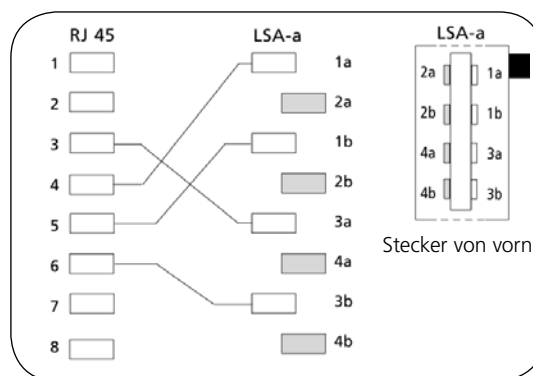 RJ 45 LSA-a
1 1a
2 2a
3 1b
4 2b
5 3a
6 4a
7 3b
8 4b
LSA-a
2a 1a
2b 1b
4a 3a
4b 3b
Stecker von vorn